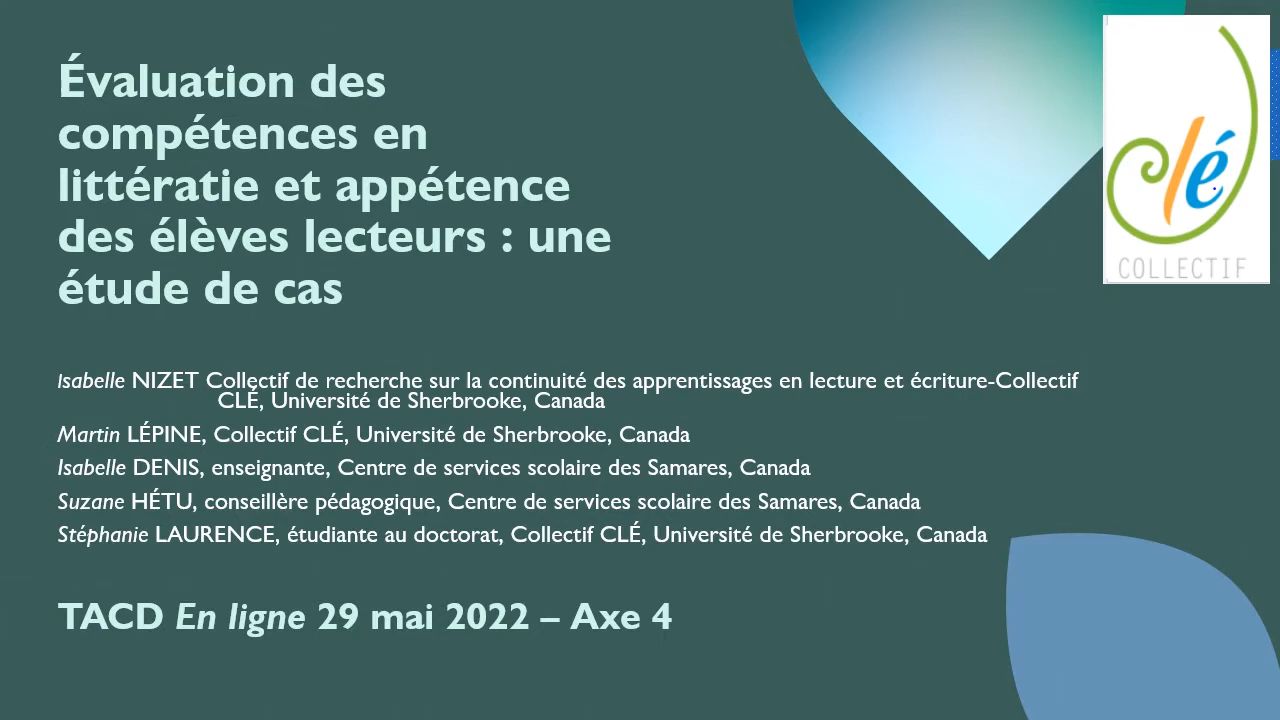 Évaluation des
compétences en
littératie et appétence
des élèves lecteurs : une
étude de cas
clé
COLLECTIF
Isabelle NIZET Collectif de recherche sur la continuité des apprentissages en lecture et écriture-Collectif
CLÉ, Université de Sherbrooke, Canada
Martin LÉPINE, Collectif CLÉ, Université de Sherbrooke, Canada
Isabelle DENIS, enseignante, Centre de services scolaire des Samares, Canada
Suzane HÉTU, conseillère pédagogique, Centre de services scolaire des Samares, Canada
Stéphanie LAURENCE, étudiante au doctorat, Collectif CLÉ, Université de Sherbrooke, Canada
TACD En ligne 29 mai 2022 – Axe 4